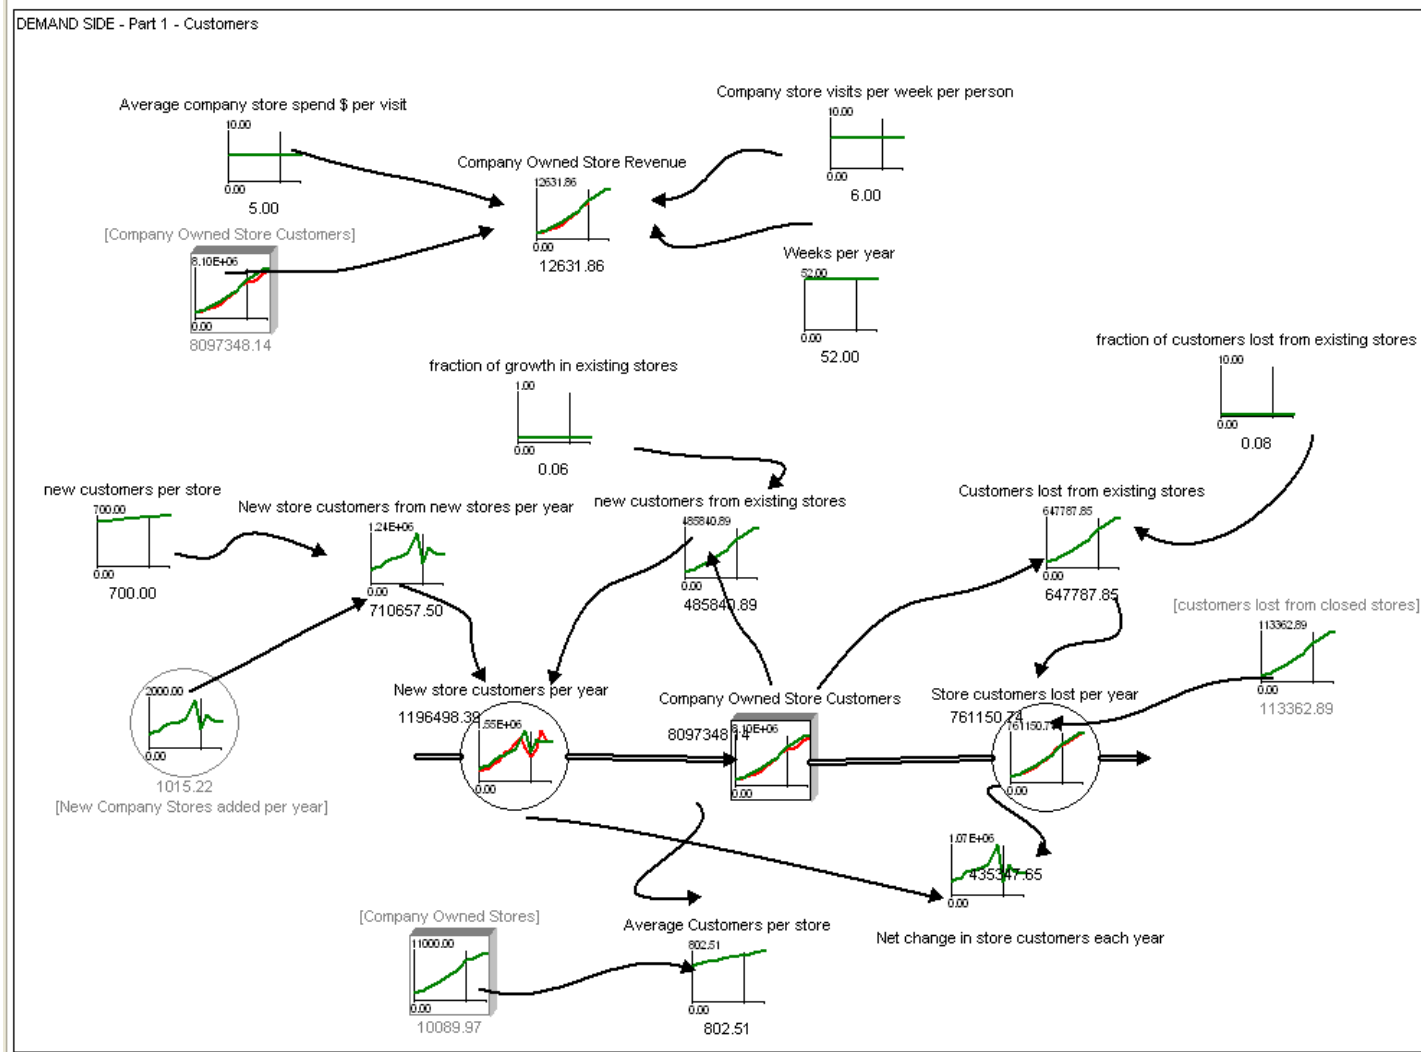 DEMAND SIDE - Part 1 - Customers
Average company store spend $ per visit
10.00
0.00
5.00
Company store visits per week per person
10.00
0.00
6.00
Company Owned Store Revenue
12631.86
0.00
12631.86
[Company Owned Store Customers]
8.10E+06
0.00
8097348.14
Weeks per year
52.00
0.00
52.00
fraction of growth in existing stores
1.00
0.00
0.06
fraction of customers lost from existing stores
10.00
0.00
0.08
new customers per store
700.00
0.00
700.00
New store customers from new stores per year
1.24E+06
0.00
710657.50
new customers from existing stores
485840.89
0.00
485840.89
Customers lost from existing stores
647787.85
0.00
647787.85
[customers lost from closed stores]
113362.89
0.00
113362.89
2000.00
0.00
1015.22
[New Company Stores added per year]
New store customers per year
1196498.39
.55E+06
0.00
Company Owned Store Customers
8097348.14
8.10E+06
0.00
Store customers lost per year
761150.74
761150.74
0.00
1.07E+06
435347.65
0.00
Net change in store customers each year
[Company Owned Stores]
11000.00
0.00
10089.97
Average Customers per store
802.51
0.00
802.51